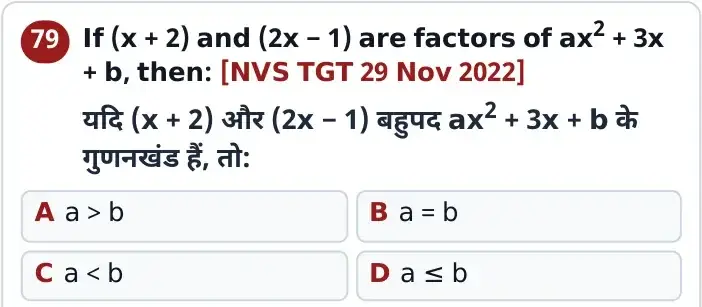 79 If (x + 2) and (2x − 1) are factors of ax² + 3x
+ b, then: [NVS TGT 29 Nov 2022]
यदि (x + 2) और (2x − 1) बहुपद ax² + 3x + b के
गुणनखंड हैं, तो:
A a > b
B a = b
C a < b
D a ≤ b